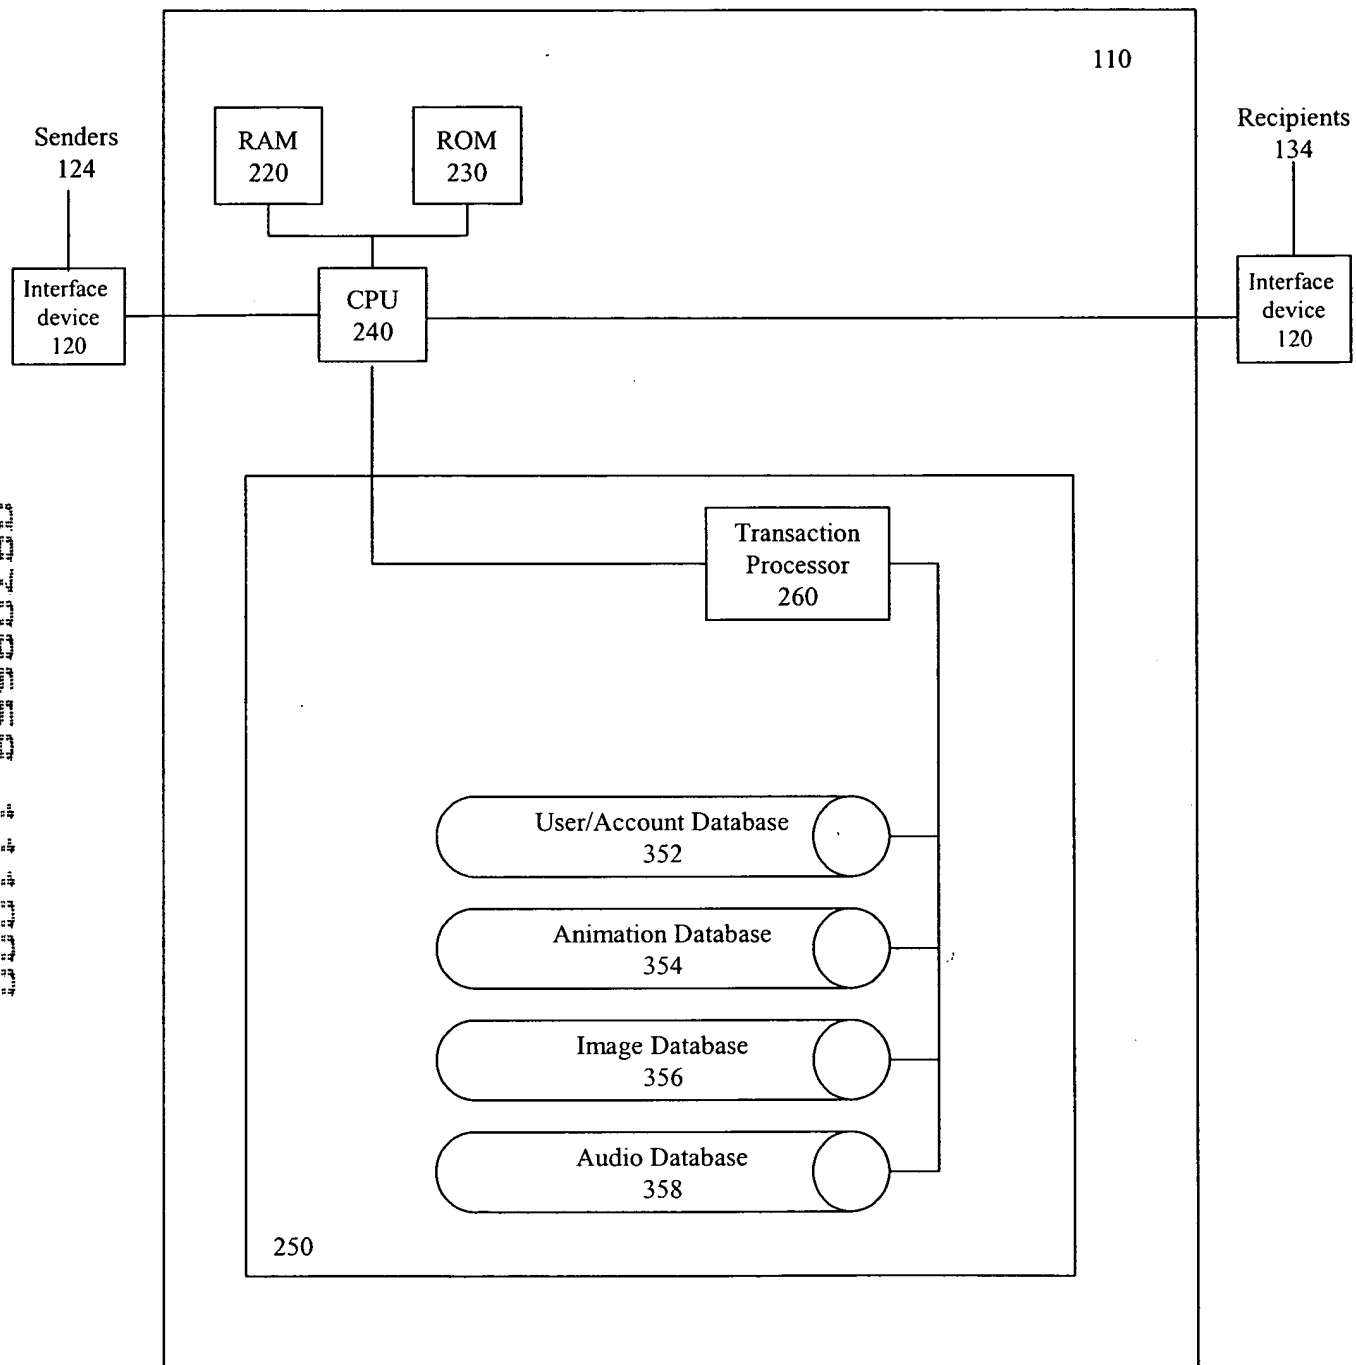 110
Senders
124
RAM
220
ROM
230
Recipients
134
Interface
device
120
CPU
240
Interface
device
120
Transaction
Processor
260
User/Account Database
352
Animation Database
354
Image Database
356
Audio Database
358
250